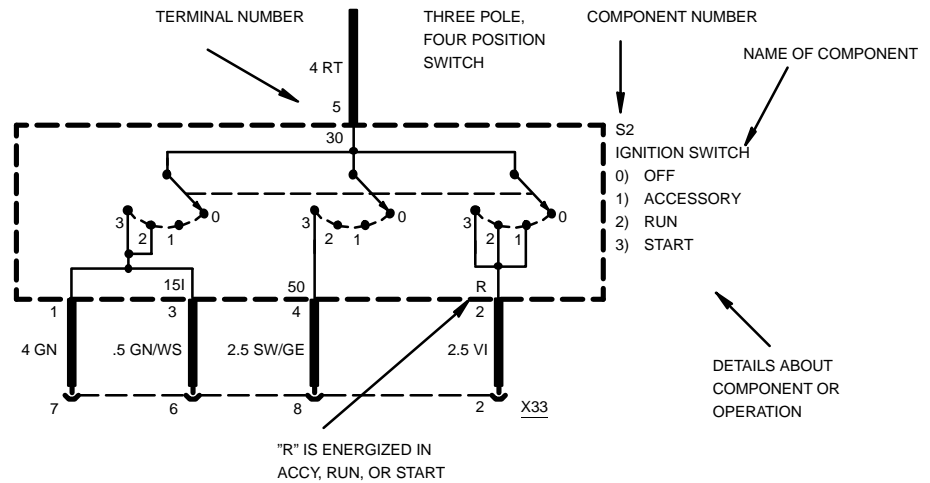 TERMINAL NUMBER
THREE POLE,
FOUR POSITION
SWITCH
COMPONENT NUMBER
NAME OF COMPONENT
4 RT
5
30
S2
IGNITION SWITCH
0) OFF
1) ACCESSORY
2) RUN
3) START
3 2 1 0
3 2 1 0
3 2 1 0
15I 50 R
1 3 4 2
4 GN .5 GN/WS 2.5 SW/GE 2.5 VI
7 6 8 2 X33
DETAILS ABOUT
COMPONENT OR
OPERATION
"R" IS ENERGIZED IN
ACCY, RUN, OR START